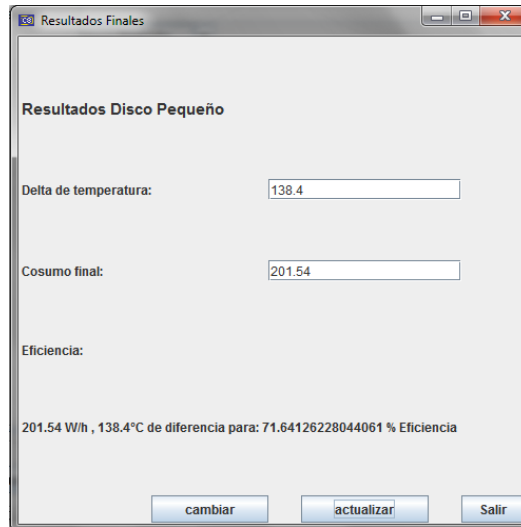 Resultados Finales
Resultados Disco Pequeño
Delta de temperatura: 138.4
Cosumo final: 201.54
Eficiencia:
201.54 W/h , 138.4°C de diferencia para: 71.64126228044061 % Eficiencia
cambiar actualizar Salir